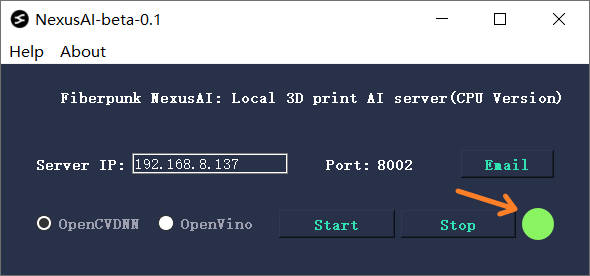 NexusAI-beta-0.1
Help About
Fiberpunk NexusAI: Local 3D print AI server(CPU Version)
Server IP: 192.168.8.137 Port: 8002 Email
OpenCVDNN OpenVino Start Stop